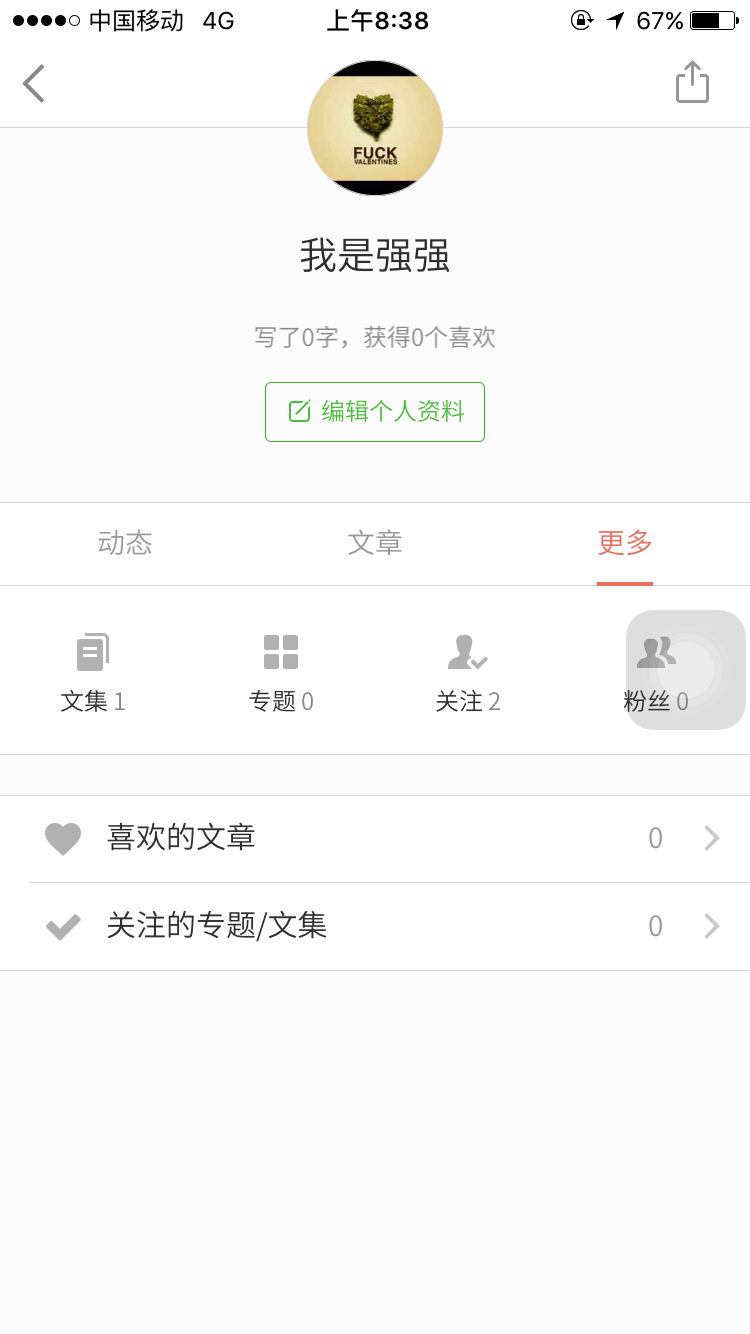 中国移动 4G 上午8:38 67%
FUCK
VALENTINES
我是强强
写了0字，获得0个喜欢
编辑个人资料
动态 文章 更多
文集 1 专题 0 关注 2 粉丝 0
喜欢的文章 0
关注的专题/文集 0